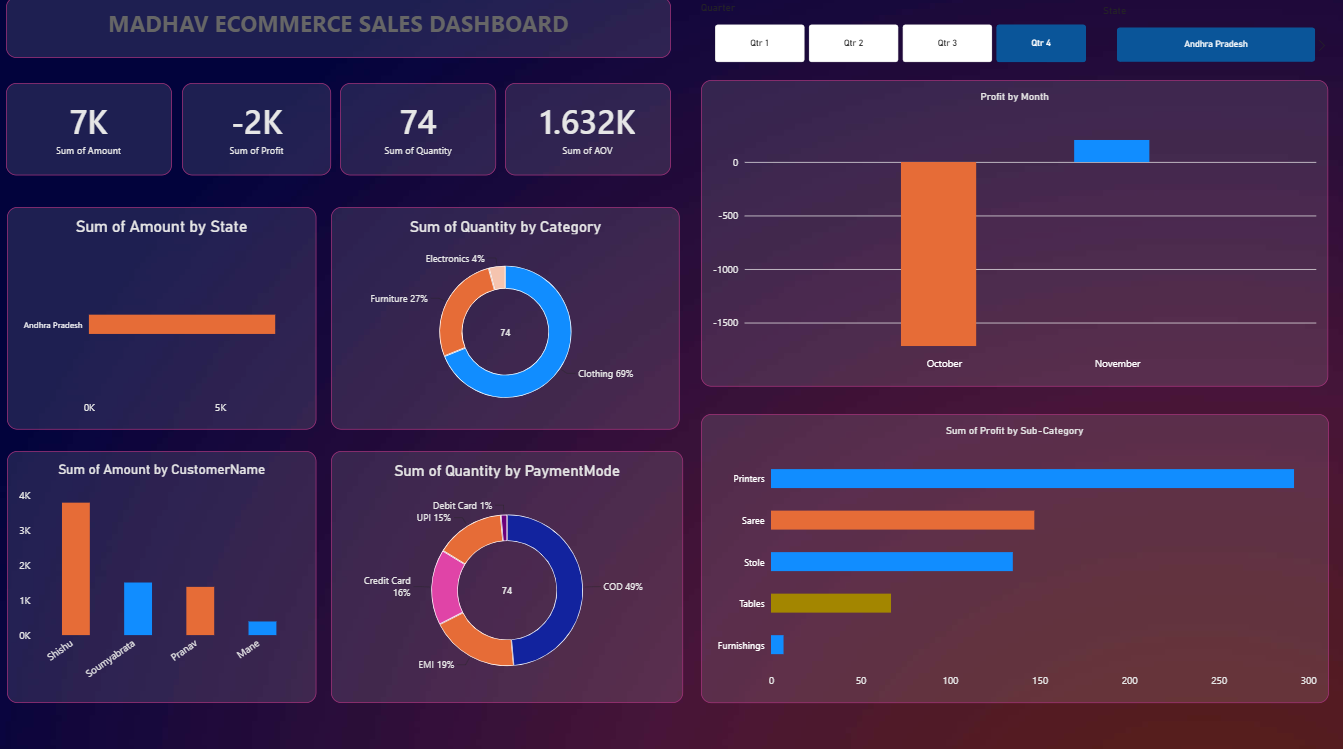 MADHAV ECOMMERCE SALES DASHBOARD
Quarter
State
Qtr 1
Qtr 2
Qtr 3
Qtr 4
Andhra Pradesh
7K
Sum of Amount
-2K
Sum of Profit
74
Sum of Quantity
1.632K
Sum of AOV
Profit by Month
0
-500
-1000
-1500
October
November
Sum of Amount by State
Andhra Pradesh
0K
5K
Sum of Quantity by Category
Electronics 4%
Furniture 27%
74
Clothing 69%
Sum of Amount by CustomerName
4K
3K
2K
1K
0K
Shishu
Soumyabrata
Pranav
Mane
Sum of Quantity by PaymentMode
Debit Card 1%
UPI 15%
Credit Card
16%
74
COD 49%
EMI 19%
Sum of Profit by Sub-Category
Printers
Saree
Stole
Tables
Furnishings
0
50
100
150
200
250
300